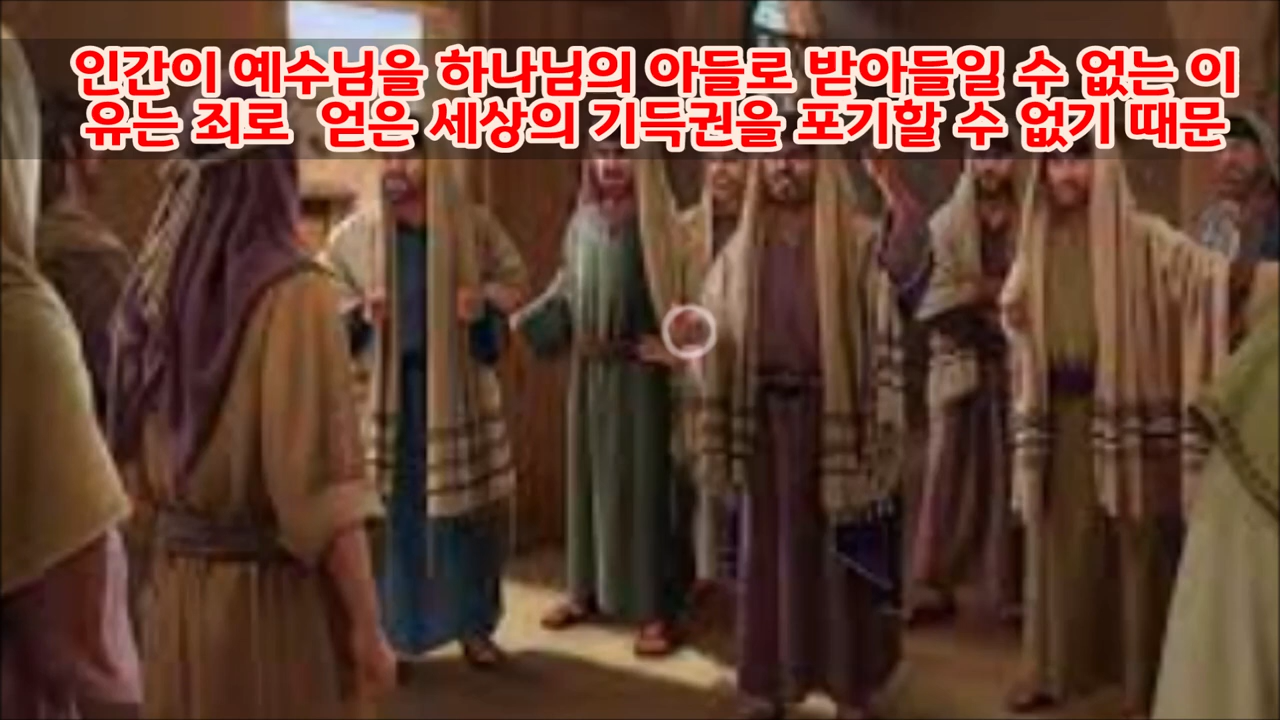 인간이 예수님을 하나님의 아들로 받아들일 수 없는 이
유는 죄로 얻은 세상의 기득권을 포기할 수 없기 때문